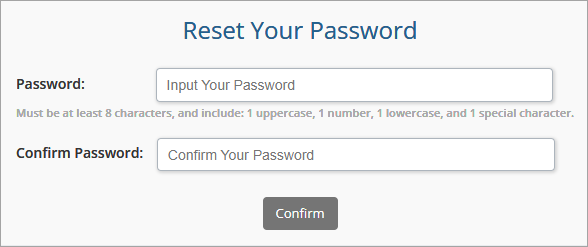 Reset Your Password
Password: Input Your Password
Must be at least 8 characters, and include: 1 uppercase, 1 number, 1 lowercase, and 1 special character.
Confirm Password: Confirm Your Password
Confirm